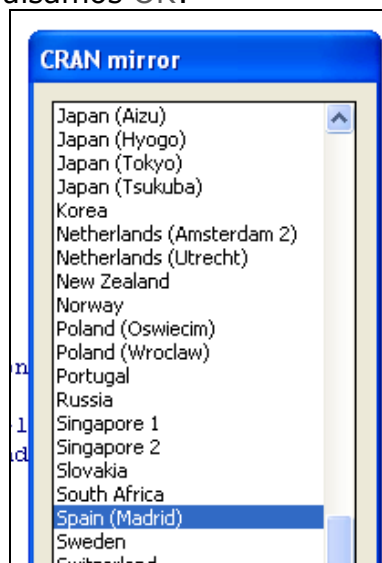 OK.
CRAN mirror
Japan (Aizu)
Japan (Hyogo)
Japan (Tokyo)
Japan (Tsukuba)
Korea
Netherlands (Amsterdam 2)
Netherlands (Utrecht)
New Zealand
Norway
Poland (Oswiecim)
Poland (Wroclaw)
Portugal
Russia
Singapore 1
Singapore 2
Slovakia
South Africa
Spain (Madrid)
Sweden